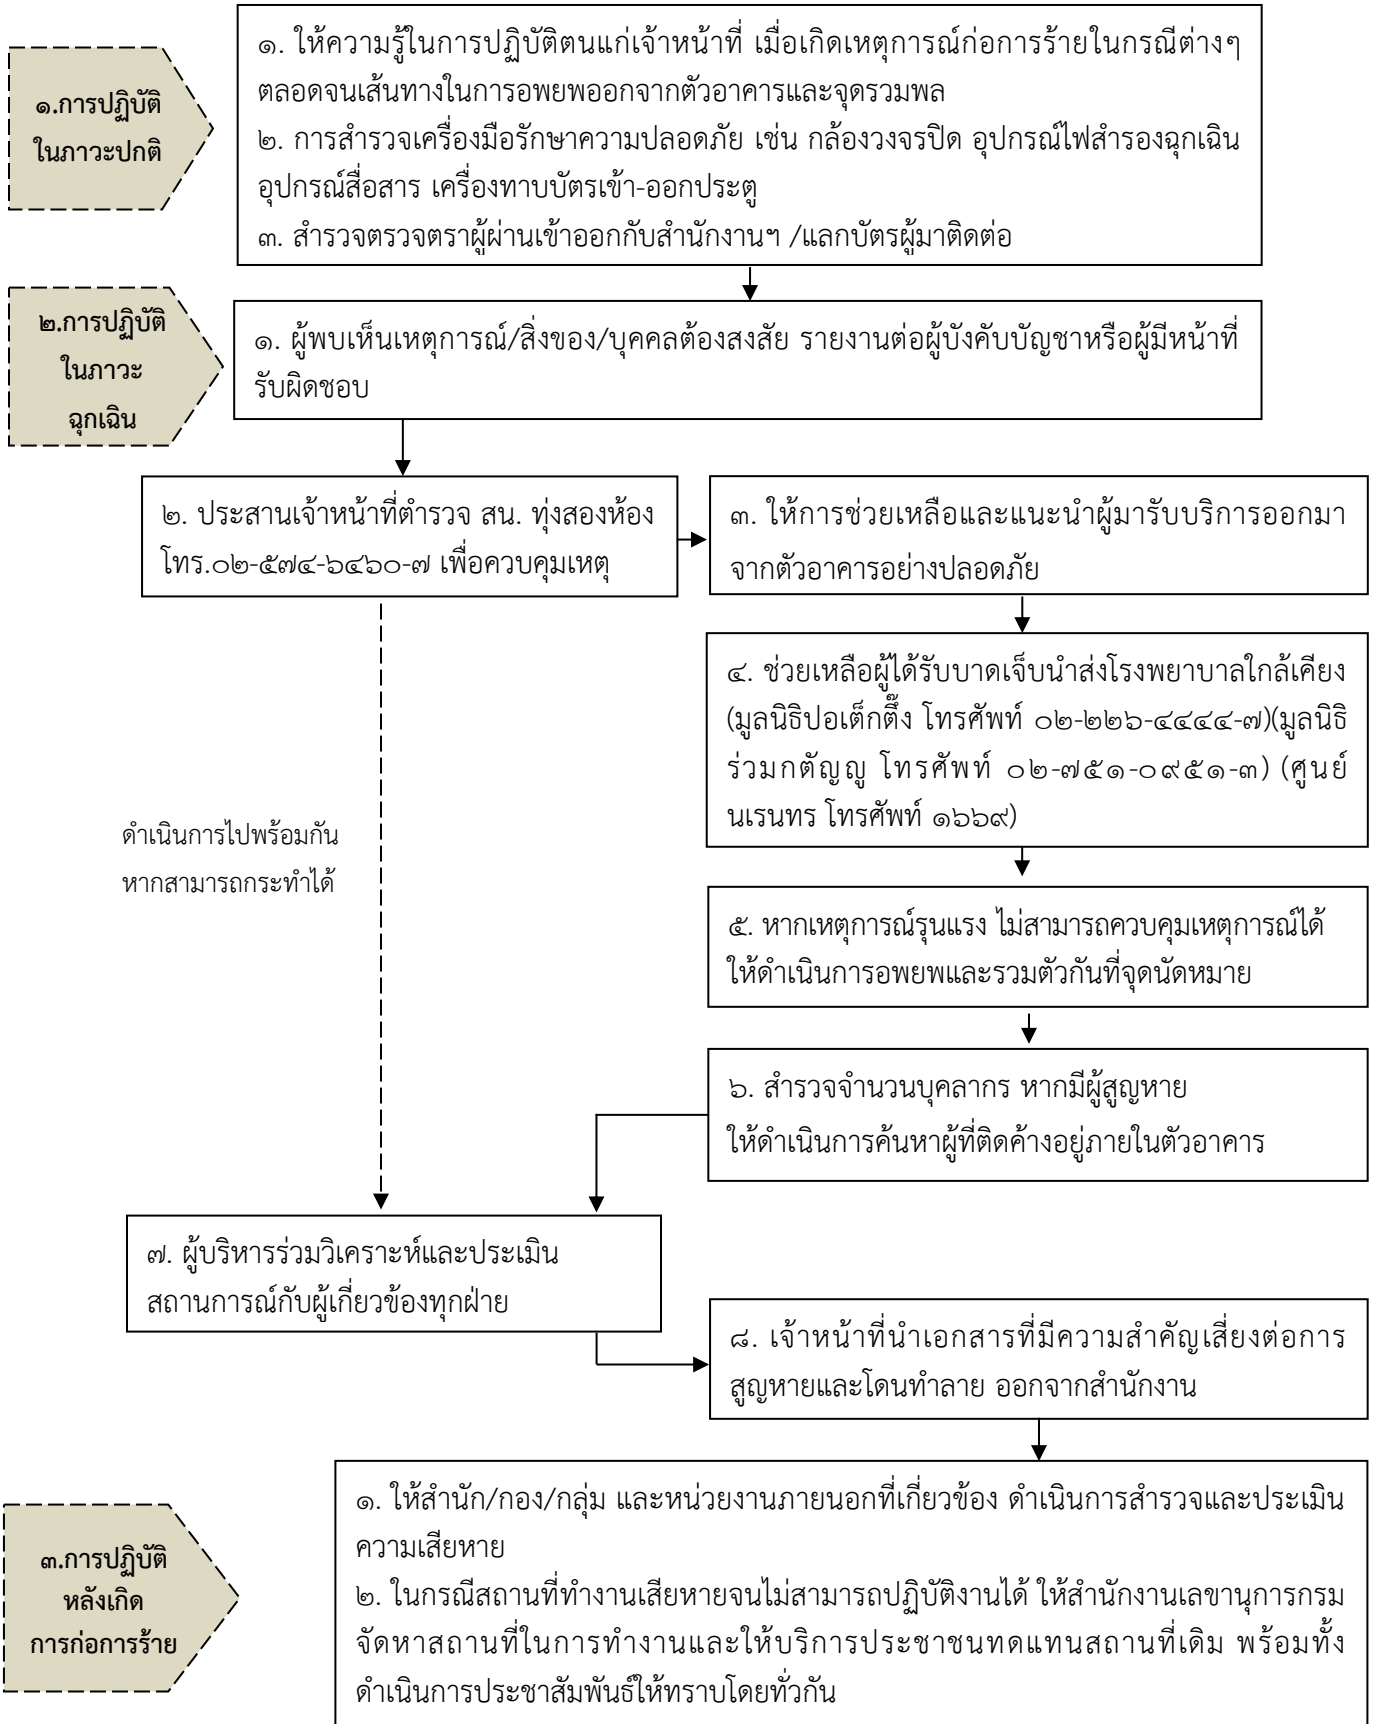 ๑.การปฏิบัติ
ในภาวะปกติ
๑. ให้ความรู้ในการปฏิบัติตนแก่เจ้าหน้าที่ เมื่อเกิดเหตุการณ์ก่อการร้ายในกรณีต่างๆ
ตลอดจนเส้นทางในการอพยพออกจากตัวอาคารและจุดรวมพล
๒. การสำรวจเครื่องมือรักษาความปลอดภัย เช่น กล้องวงจรปิด อุปกรณ์ไฟสำรองฉุกเฉิน
อุปกรณ์สื่อสาร เครื่องทาบบัตรเข้า-ออกประตู
๓. สำรวจตรวจตราผู้ผ่านเข้าออกกับสำนักงานฯ /แลกบัตรผู้มาติดต่อ
๒.การปฏิบัติ
ในภาวะ
ฉุกเฉิน
๑. ผู้พบเห็นเหตุการณ์/สิ่งของ/บุคคลต้องสงสัย รายงานต่อผู้บังคับบัญชาหรือผู้มีหน้าที่
รับผิดชอบ
๒. ประสานเจ้าหน้าที่ตำรวจ สน. ทุ่งสองห้อง
โทร.๐๒-๕๗๔-๖๔๖๐-๗ เพื่อควบคุมเหตุ
๓. ให้การช่วยเหลือและแนะนำผู้มารับบริการออกมา
จากตัวอาคารอย่างปลอดภัย
๔. ช่วยเหลือผู้ได้รับบาดเจ็บนำส่งโรงพยาบาลใกล้เคียง
(มูลนิธิปอเต็กตึ๊ง โทรศัพท์ ๐๒-๒๒๖-๔๔๔๔-๗)(มูลนิธิ
ร่วมกตัญญู โทรศัพท์ ๐๒-๗๕๑-๐๙๕๑-๓) (ศูนย์
นเรนทร โทรศัพท์ ๑๖๖๙)
ดำเนินการไปพร้อมกัน
หากสามารถกระทำได้
๕. หากเหตุการณ์รุนแรง ไม่สามารถควบคุมเหตุการณ์ได้
ให้ดำเนินการอพยพและรวมตัวกันที่จุดนัดหมาย
๖. สำรวจจำนวนบุคลากร หากมีผู้สูญหาย
ให้ดำเนินการค้นหาผู้ที่ติดค้างอยู่ภายในตัวอาคาร
๗. ผู้บริหารร่วมวิเคราะห์และประเมิน
สถานการณ์กับผู้เกี่ยวข้องทุกฝ่าย
๘. เจ้าหน้าที่นำเอกสารที่มีความสำคัญเสี่ยงต่อการ
สูญหายและโดนทำลาย ออกจากสำนักงาน
๓.การปฏิบัติ
หลังเกิด
การก่อการร้าย
๑. ให้สำนัก/กอง/กลุ่ม และหน่วยงานภายนอกที่เกี่ยวข้อง ดำเนินการสำรวจและประเมิน
ความเสียหาย
๒. ในกรณีสถานที่ทำงานเสียหายจนไม่สามารถปฏิบัติงานได้ ให้สำนักงานเลขานุการกรม
จัดหาสถานที่ในการทำงานและให้บริการประชาชนทดแทนสถานที่เดิม พร้อมทั้ง
ดำเนินการประชาสัมพันธ์ให้ทราบโดยทั่วกัน